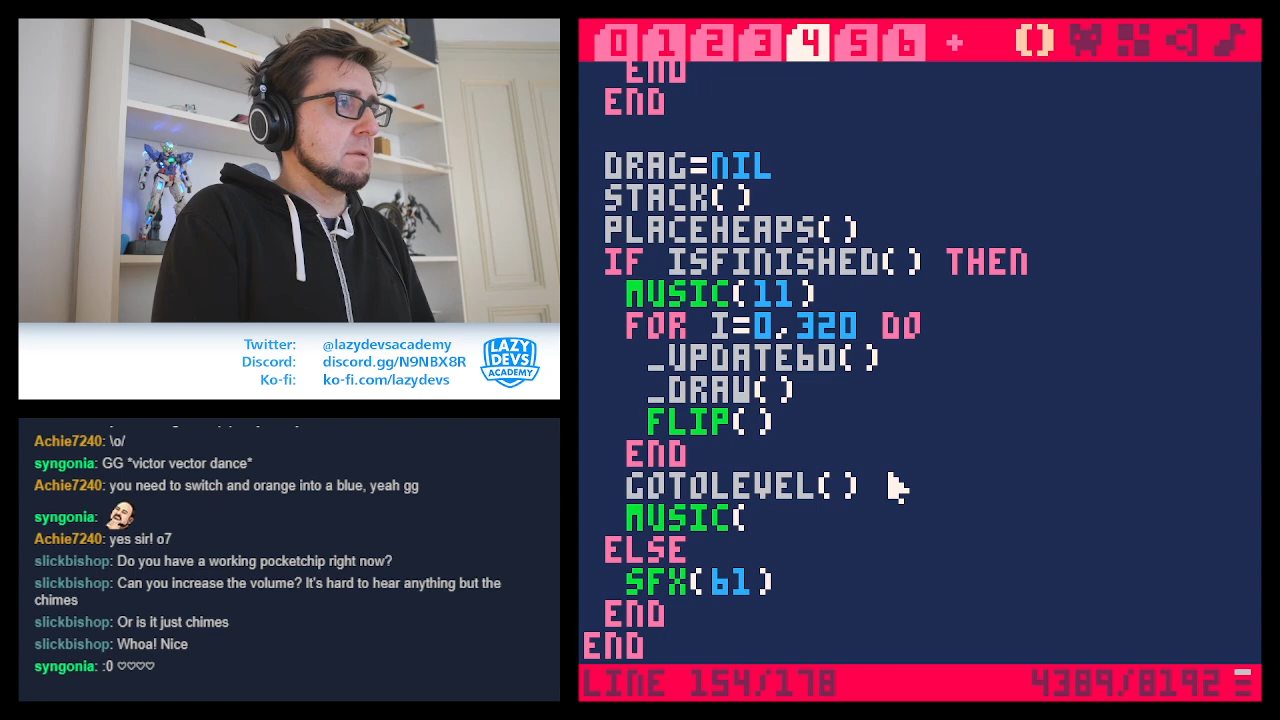 Twitter: @lazydevsacademy
Discord: discord.gg/N9NBX8R
Ko-fi: ko-fi.com/lazydevs
LAZY
DEVS
ACADEMY
Achie7240: \o/
syngonia: GG *victor vector dance*
Achie7240: you need to switch and orange into a blue, yeah gg
syngonia:
Achie7240: yes sir! o7
slickbishop: Do you have a working pocketchip right now?
slickbishop: Can you increase the volume? It's hard to hear anything but the
chimes
slickbishop: Or is it just chimes
slickbishop: Whoa! Nice
syngonia: :0 ♡♡♡♡
0 1 2 3 4 5 6 + ()
END
END
DRAG=NIL
STACK()
PLACEHEAPS()
IF ISFINISHED() THEN
MUSIC(11)
FOR I=0,320 DO
_UPDATE60()
_DRAW()
FLIP()
END
GOTOLEVEL()
MUSIC(
ELSE
SFX(61)
END
END
LINE 154/178 4389/8192